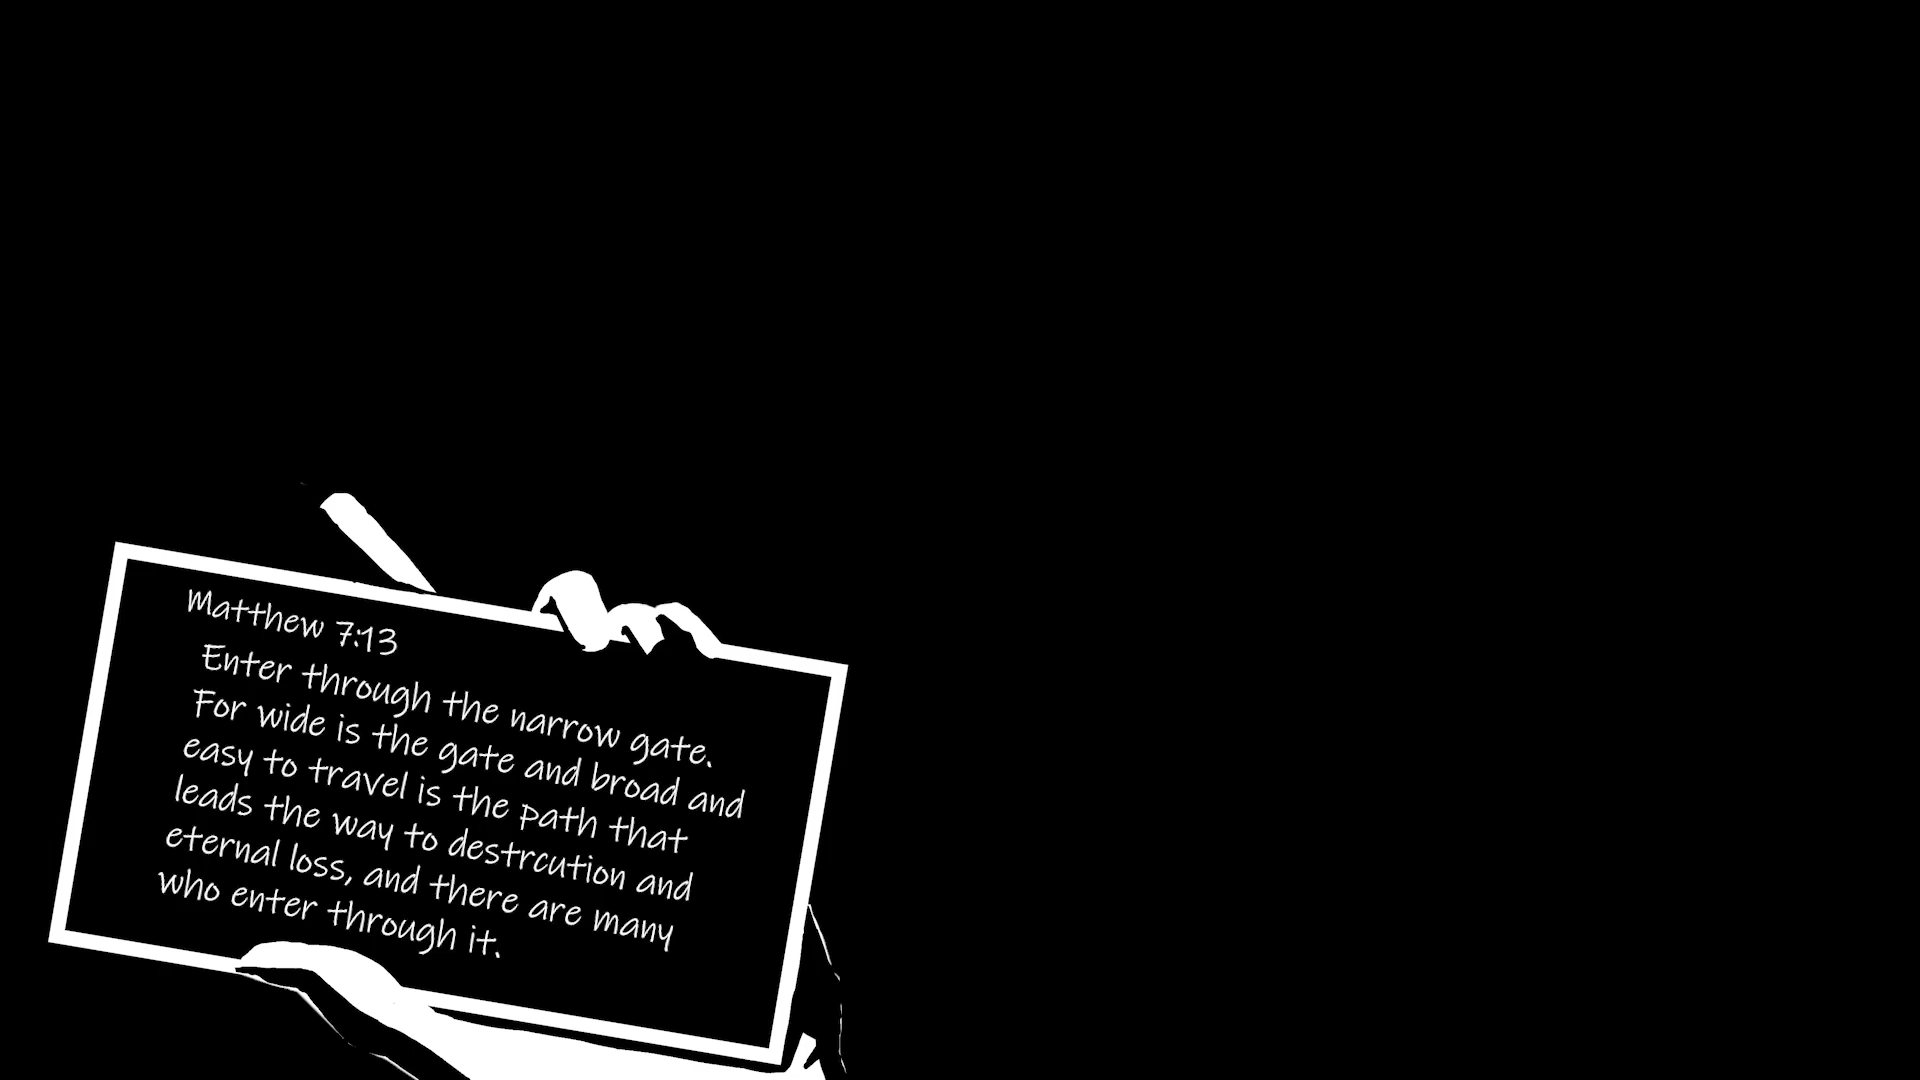 Matthew 7:13
Enter through the narrow gate.
For wide is the gate and broad and
easy to travel is the path that
leads the way to destrcution and
eternal loss, and there are many
who enter through it.